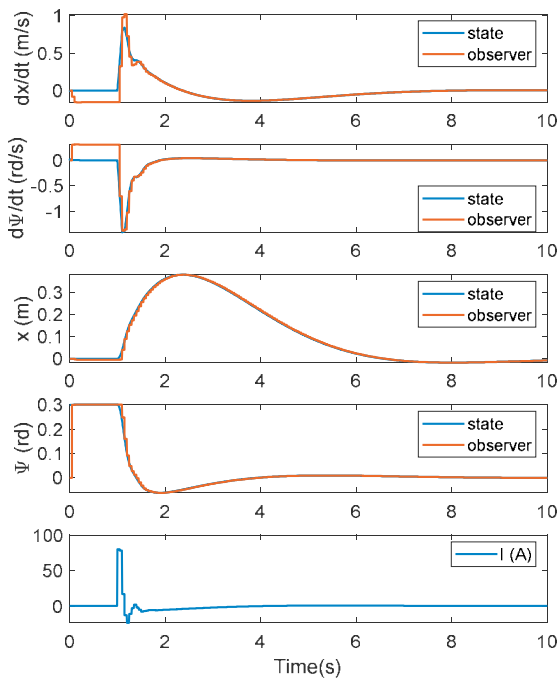 dx/dt (m/s)
1
0.5
0
state
observer
0 2 4 6 8 10
dΨ/dt (rd/s)
0
-0.5
-1
state
observer
0 2 4 6 8 10
x (m)
0.3
0.2
0.1
0
state
observer
0 2 4 6 8 10
Ψ (rd)
0.3
0.2
0.1
0
state
observer
0 2 4 6 8 10
100
50
0
I (A)
0 2 4 6 8 10
Time(s)